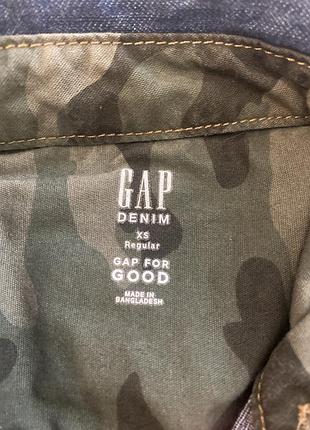 GAP
DENIM
XS
Regular
GAP FOR
GOOD
MADE IN
BANGLADESH